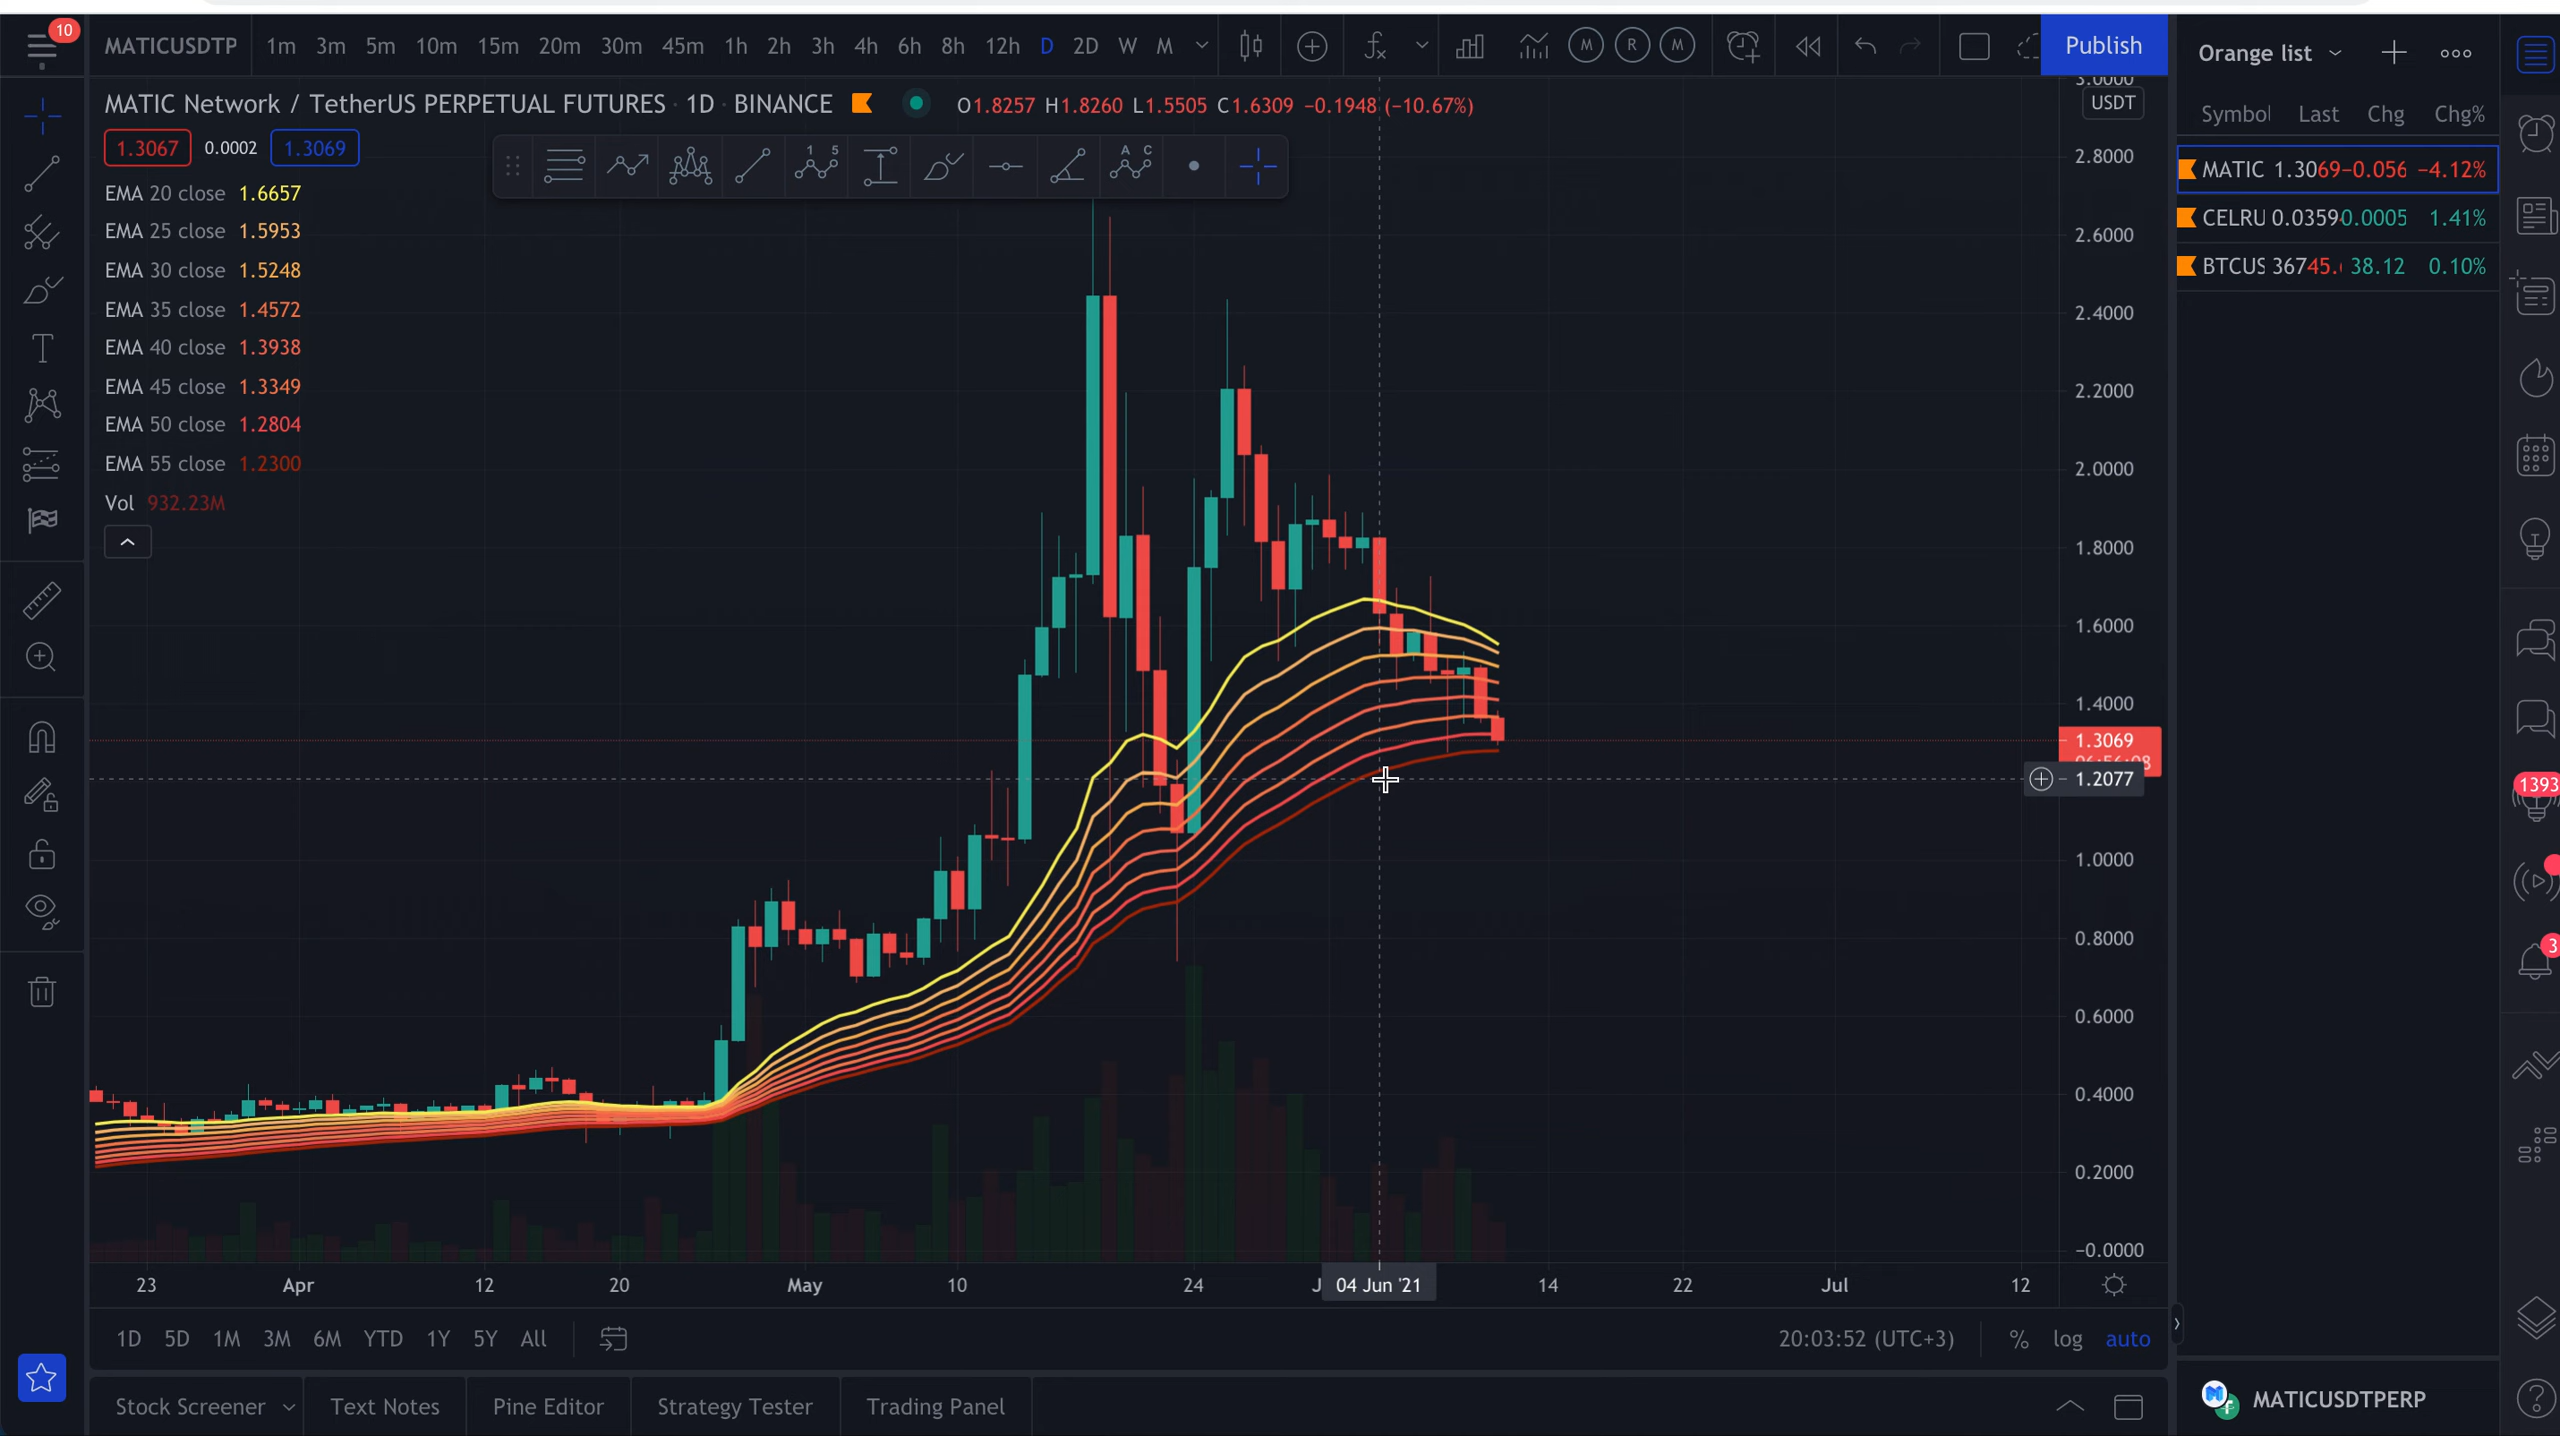 10
MATICUSDTP 1m 3m 5m 10m 15m 20m 30m 45m 1h 2h 3h 4h 6h 8h 12h D 2D W M
M R M
Publish
Orange list
MATIC Network / TetherUS PERPETUAL FUTURES · 1D · BINANCE
O1.8257 H1.8260 L1.5505 C1.6309 −0.1948 (−10.67%)
1.3067 0.0002 1.3069
EMA 20 close 1.6657
EMA 25 close 1.5953
EMA 30 close 1.5248
EMA 35 close 1.4572
EMA 40 close 1.3938
EMA 45 close 1.3349
EMA 50 close 1.2804
EMA 55 close 1.2300
Vol 932.23M
1 5
A C
3.0000
USDT
2.8000
2.6000
2.4000
2.2000
2.0000
1.8000
1.6000
1.4000
1.3069
1.2077
1.0000
0.8000
0.6000
0.4000
0.2000
−0.0000
23 Apr 12 20 May 10 24 J 04 Jun '21 14 22 Jul 12
1D 5D 1M 3M 6M YTD 1Y 5Y All
20:03:52 (UTC+3) % log auto
Stock Screener Text Notes Pine Editor Strategy Tester Trading Panel
Symbol Last Chg Chg%
MATIC 1.3069 −0.056 −4.12%
CELRU 0.0359 0.0005 1.41%
BTCUS 36745. 38.12 0.10%
1393
3
MATICUSDTPERP